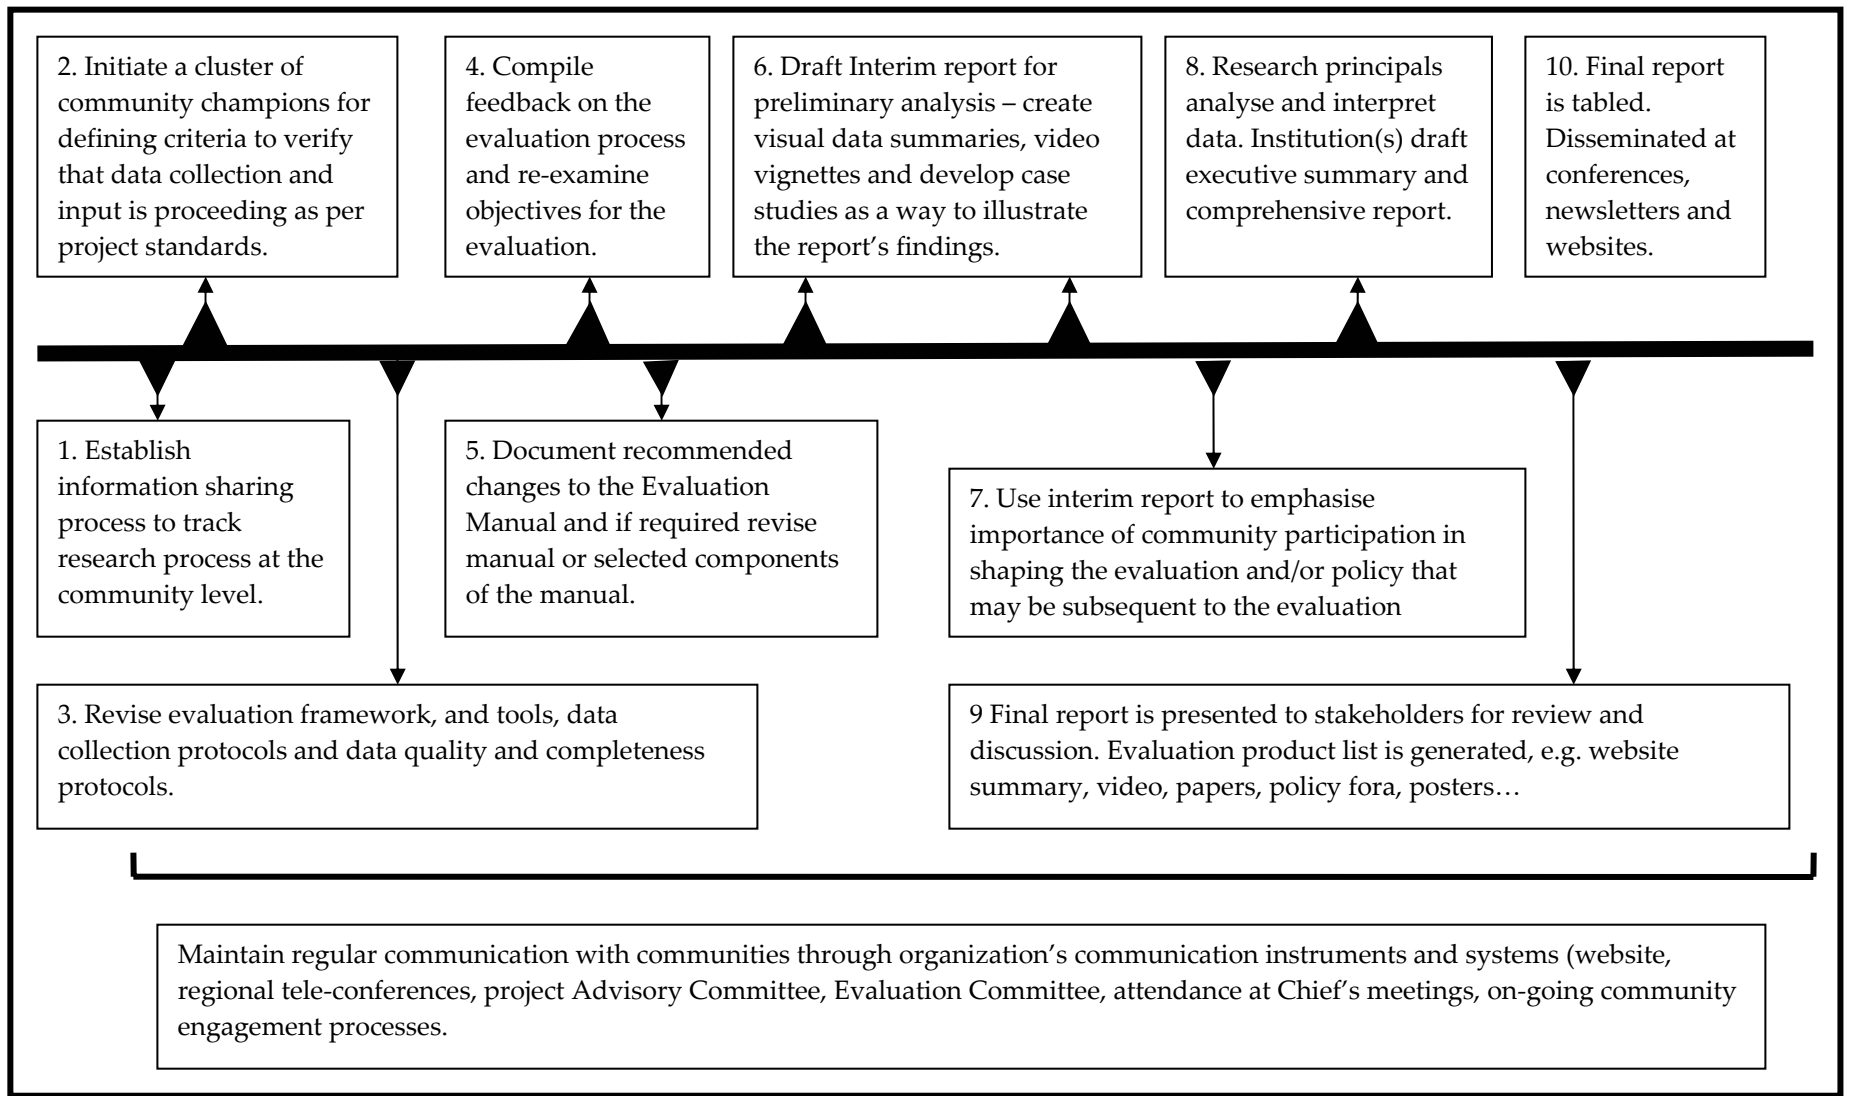 2. Initiate a cluster of
community champions for
defining criteria to verify
that data collection and
input is proceeding as per
project standards.
4. Compile
feedback on the
evaluation process
and re-examine
objectives for the
evaluation.
6. Draft Interim report for
preliminary analysis – create
visual data summaries, video
vignettes and develop case
studies as a way to illustrate
the report’s findings.
8. Research principals
analyse and interpret
data. Institution(s) draft
executive summary and
comprehensive report.
10. Final report
is tabled.
Disseminated at
conferences,
newsletters and
websites.
1. Establish
information sharing
process to track
research process at the
community level.
5. Document recommended
changes to the Evaluation
Manual and if required revise
manual or selected components
of the manual.
7. Use interim report to emphasise
importance of community participation in
shaping the evaluation and/or policy that
may be subsequent to the evaluation
3. Revise evaluation framework, and tools, data
collection protocols and data quality and completeness
protocols.
9 Final report is presented to stakeholders for review and
discussion. Evaluation product list is generated, e.g. website
summary, video, papers, policy fora, posters…
Maintain regular communication with communities through organization’s communication instruments and systems (website,
regional tele-conferences, project Advisory Committee, Evaluation Committee, attendance at Chief’s meetings, on-going community
engagement processes.